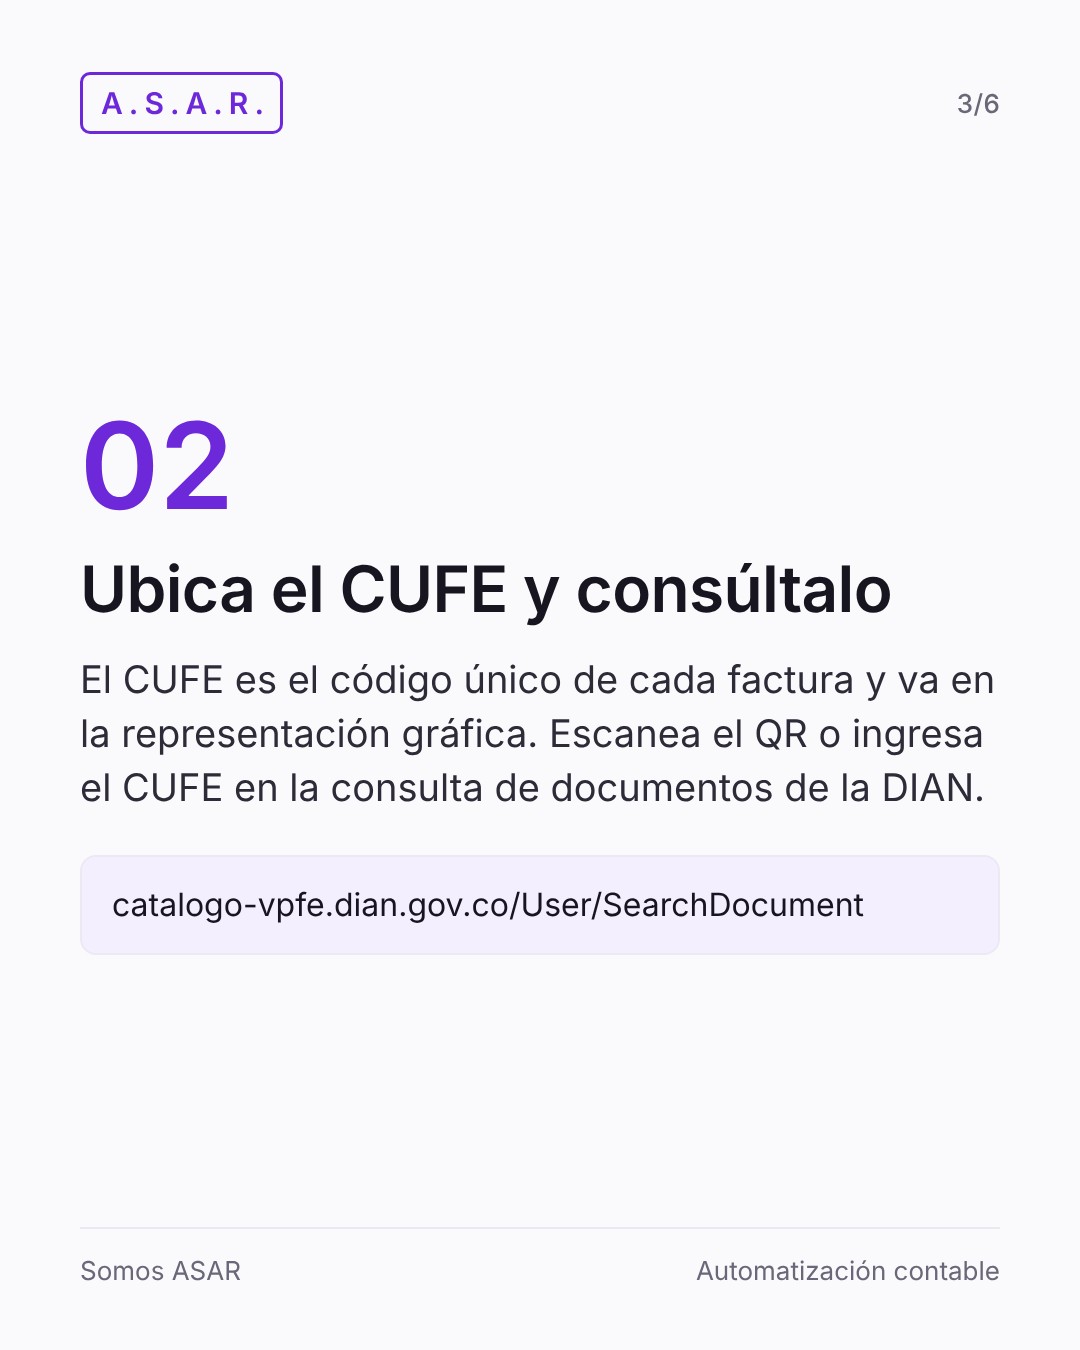 A.S.A.R.
3/6
02
Ubica el CUFE y consúltalo
El CUFE es el código único de cada factura y va en
la representación gráfica. Escanea el QR o ingresa
el CUFE en la consulta de documentos de la DIAN.
catalogo-vpfe.dian.gov.co/User/SearchDocument
Somos ASAR
Automatización contable